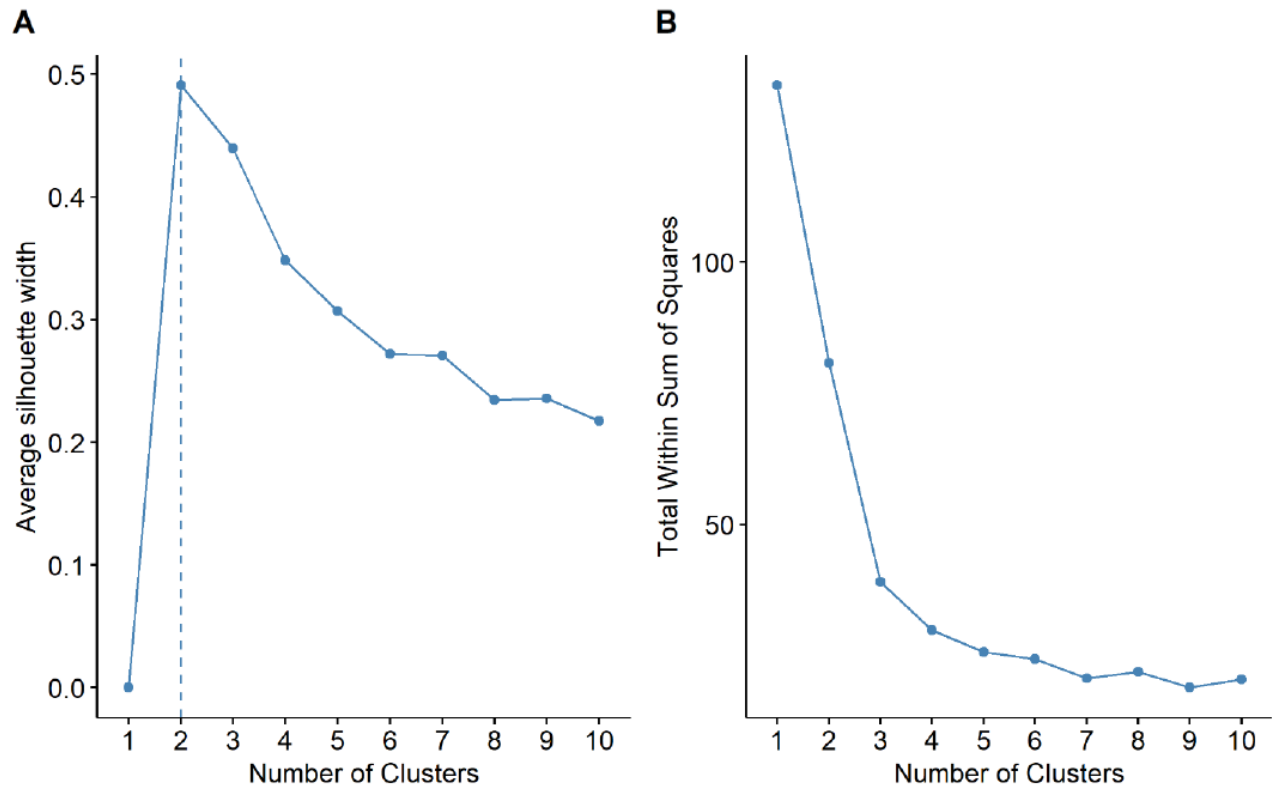 A
Average silhouette width
0.5
0.4
0.3
0.2
0.1
0.0
1 2 3 4 5 6 7 8 9 10
Number of Clusters
B
Total Within Sum of Squares
100
50
1 2 3 4 5 6 7 8 9 10
Number of Clusters